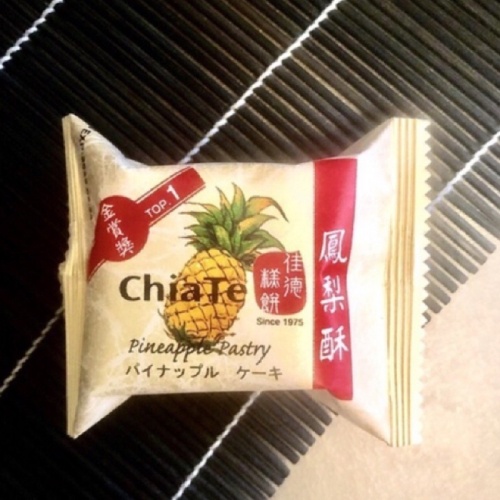 金賞獎
TOP. 1
ChiaTe
佳德
糕餅
Since 1975
Pineapple Pastry
パイナップル ケーキ
鳳梨酥